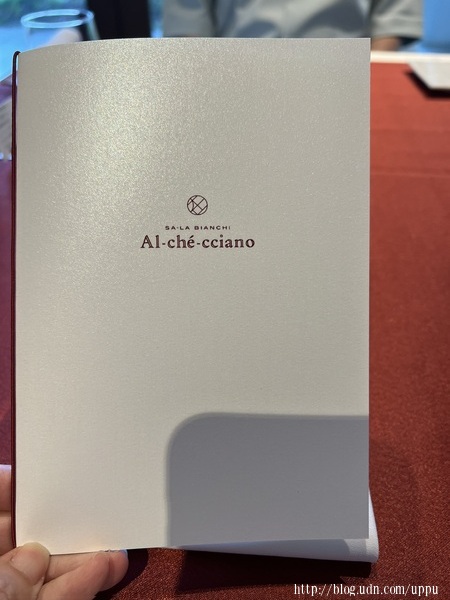 SA-LA BIANCHI
Al-ché-cciano
http://blog.udn.com/uppu